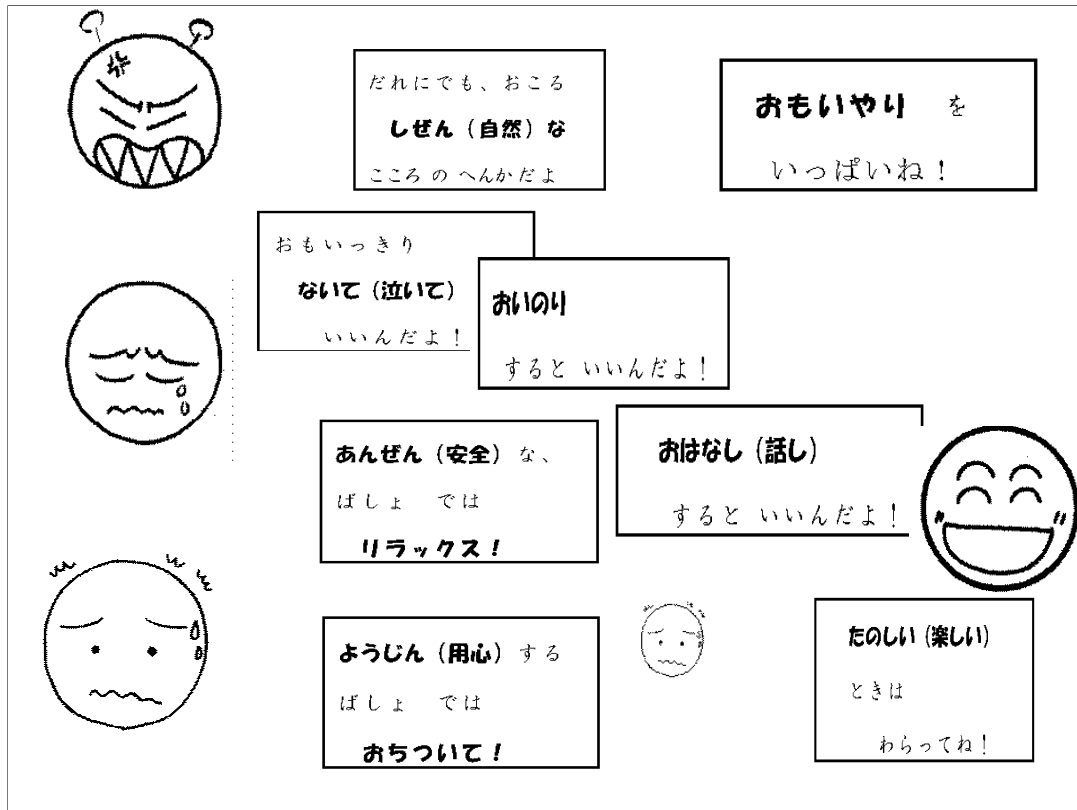 だれにでも、おこる
しぜん（自然）な
こころ の へんかだよ
おもいやり を
いっぱいね！
おもいっきり
ないて（泣いて）
いいんだよ！
おいのり
すると いいんだよ！
あんぜん（安全）な、
ばしょ では
リラックス！
おはなし（話し）
すると いいんだよ！
ようじん（用心）する
ばしょ では
おちついて！
たのしい（楽しい）
ときは
わらってね！